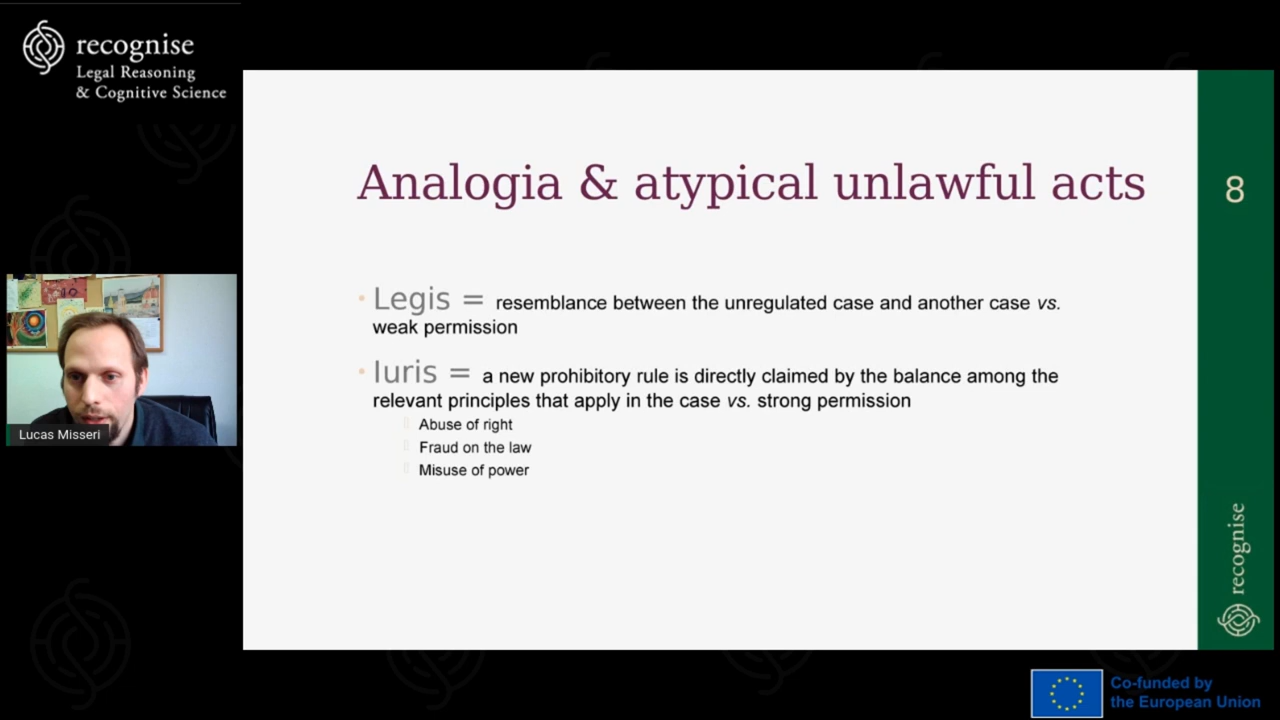 recognise
Legal Reasoning
& Cognitive Science
Analogia & atypical unlawful acts
8
• Legis = resemblance between the unregulated case and another case vs.
weak permission
• Iuris = a new prohibitory rule is directly claimed by the balance among the
relevant principles that apply in the case vs. strong permission
Abuse of right
Fraud on the law
Misuse of power
Lucas Misseri
recognise
Co-funded by
the European Union